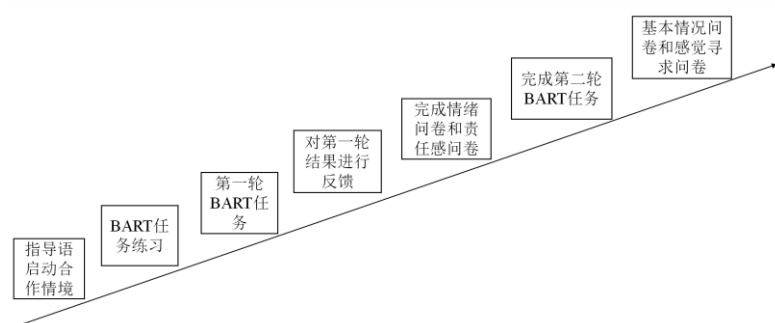 指导语
启动合
作情境
BART任
务练习
第一轮
BART任
务
对第一轮
结果进行
反馈
完成情绪
问卷和责
任感问卷
完成第二轮
BART任务
基本情况问
卷和感觉寻
求问卷